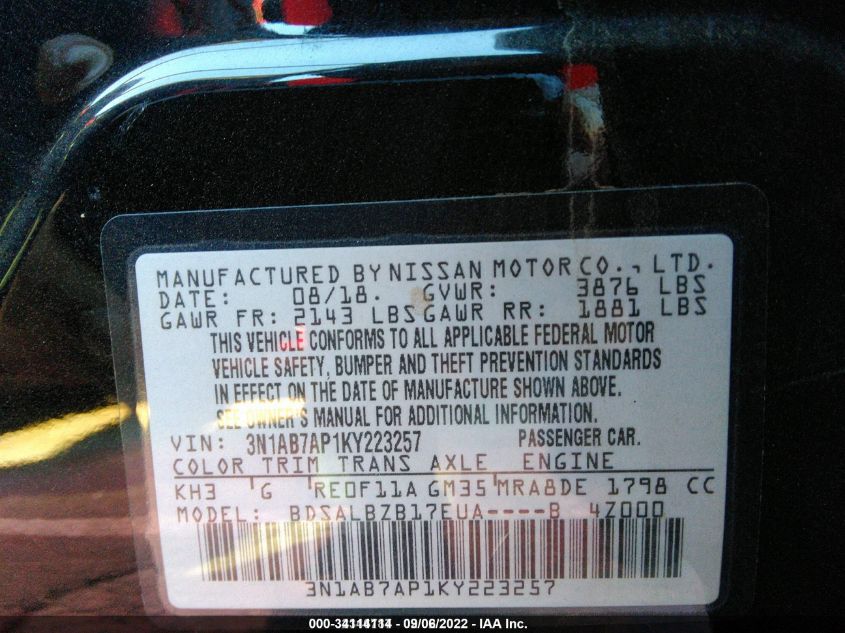 MANUFACTURED BY NISSAN MOTOR CO., LTD.
DATE: 08/18. GVWR: 3876 LBS
GAWR FR: 2143 LBS GAWR RR: 1881 LBS
THIS VEHICLE CONFORMS TO ALL APPLICABLE FEDERAL MOTOR
VEHICLE SAFETY, BUMPER AND THEFT PREVENTION STANDARDS
IN EFFECT ON THE DATE OF MANUFACTURE SHOWN ABOVE.
SEE OWNER'S MANUAL FOR ADDITIONAL INFORMATION.
VIN: 3N1AB7AP1KY223257 PASSENGER CAR.
COLOR TRIM TRANS AXLE ENGINE
KH3 G RE0F11A GM35 MRA8DE 1798 CC
MODEL: BDSALBZB17EUA----B 4Z000
3N1AB7AP1KY223257
- 09/06/2022 - IAA Inc.